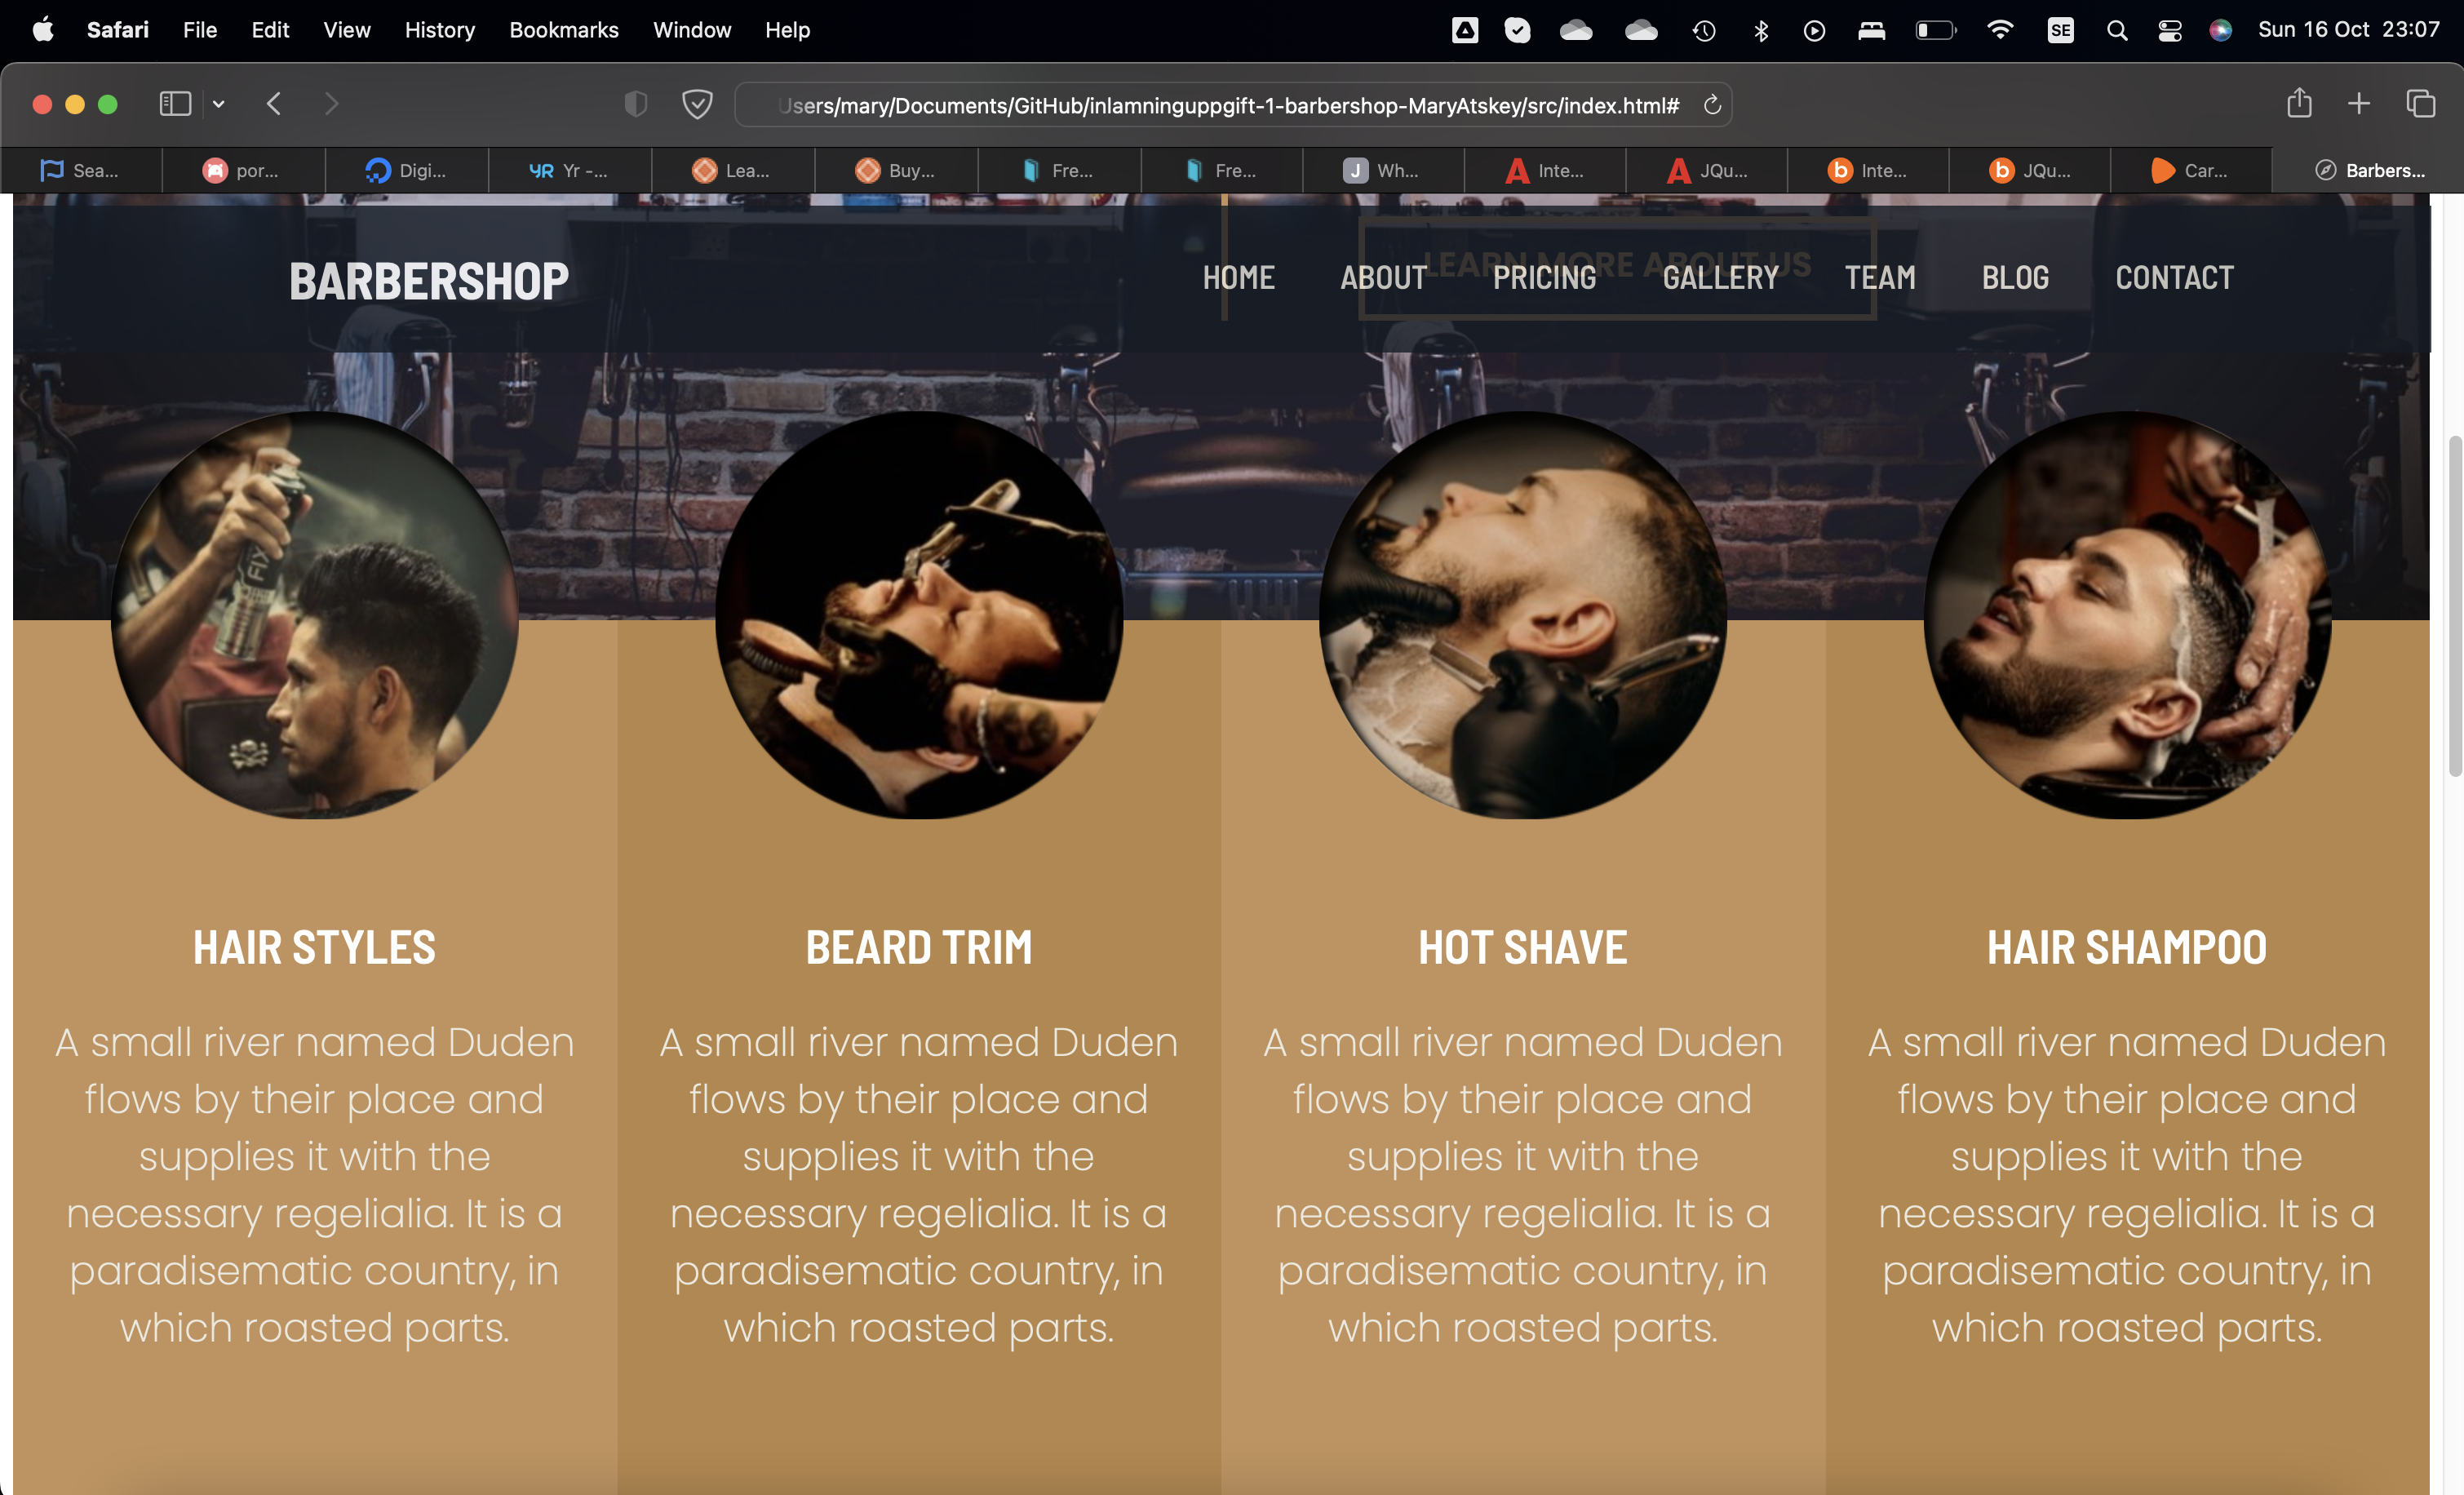 Safari File Edit View History Bookmarks Window Help SE Sun 16 Oct 23:07
Users/mary/Documents/GitHub/inlamninguppgift-1-barbershop-MaryAtskey/src/index.html#
Sea... por... Digi... YR Yr -... Lea... Buy... Fre... Fre... J Wh... A Inte... A JQu... b Inte... b JQu... Car... Barbers...
LEARN MORE ABOUT US
BARBERSHOP HOME ABOUT PRICING GALLERY TEAM BLOG CONTACT
FIX
HAIR STYLES
A small river named Duden
flows by their place and
supplies it with the
necessary regelialia. It is a
paradisematic country, in
which roasted parts.
BEARD TRIM
A small river named Duden
flows by their place and
supplies it with the
necessary regelialia. It is a
paradisematic country, in
which roasted parts.
HOT SHAVE
A small river named Duden
flows by their place and
supplies it with the
necessary regelialia. It is a
paradisematic country, in
which roasted parts.
HAIR SHAMPOO
A small river named Duden
flows by their place and
supplies it with the
necessary regelialia. It is a
paradisematic country, in
which roasted parts.